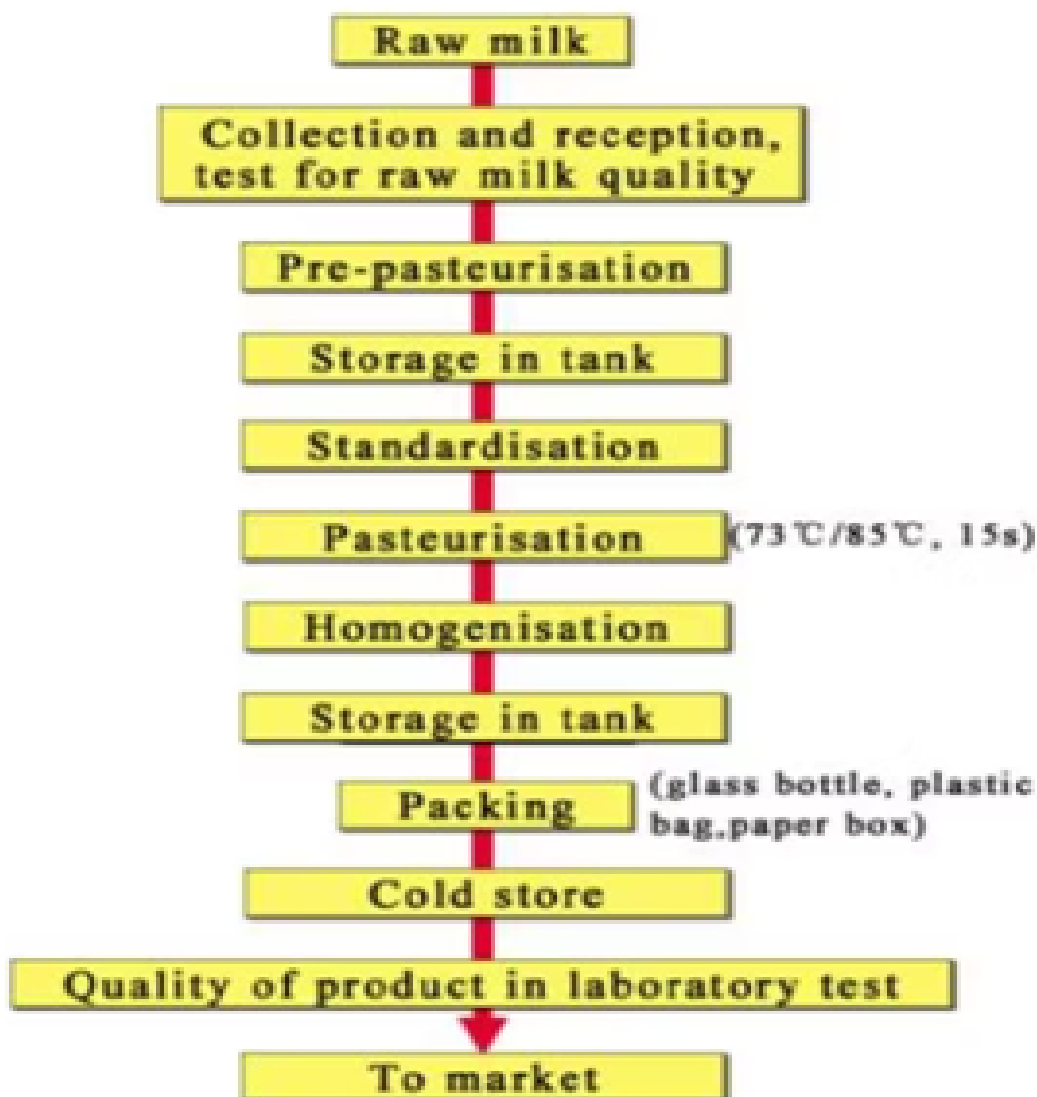 Raw milk
Collection and reception,
test for raw milk quality
Pre-pasteurisation
Storage in tank
Standardisation
Pasteurisation
(73℃/85℃, 15s)
Homogenisation
Storage in tank
Packing
(glass bottle, plastic
bag,paper box)
Cold store
Quality of product in laboratory test
To market